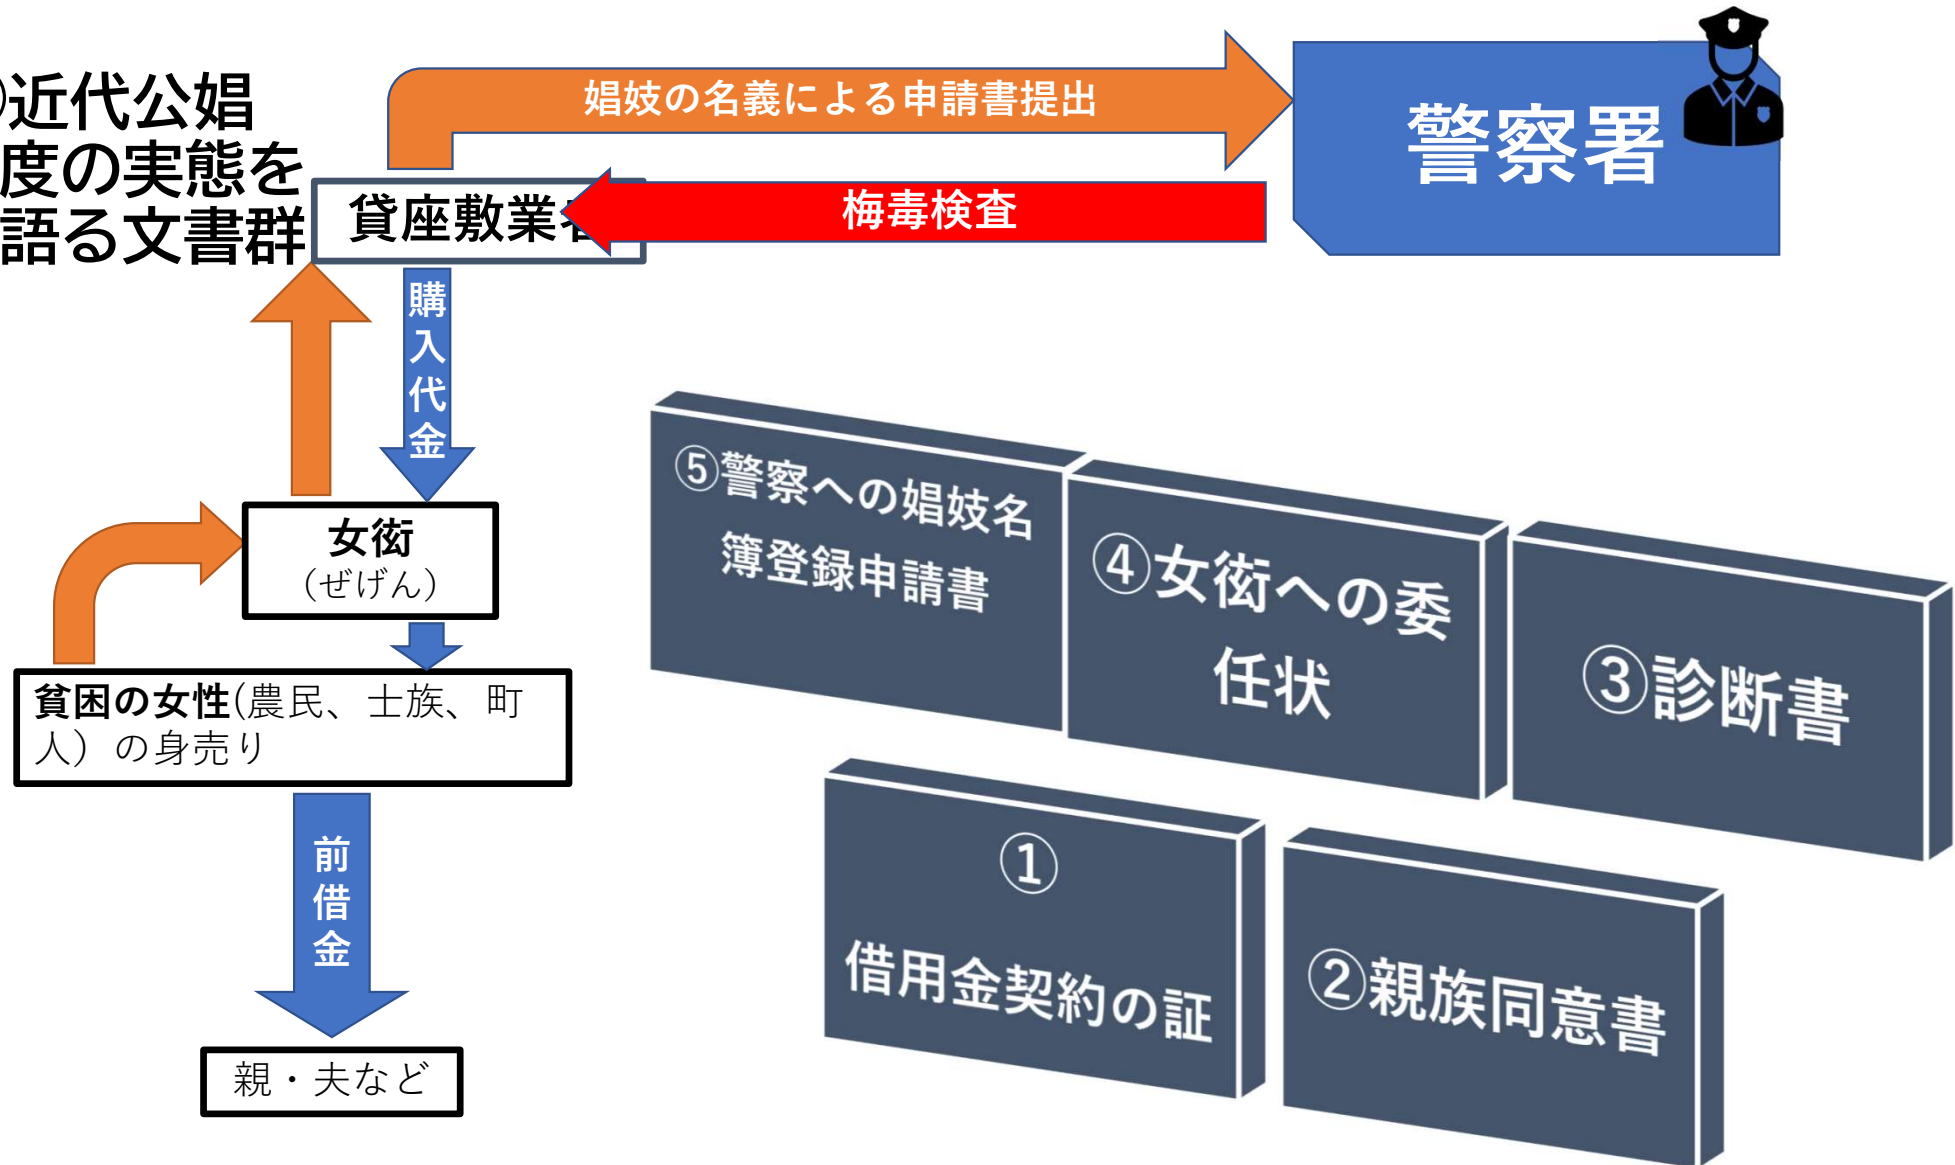 近代公娼
度の実態を
語る文書群
娼妓の名義による申請書提出
警察署
貸座敷業者
梅毒検査
購入代金
女衒
（ぜげん）
貧困の女性(農民、士族、町
人）の身売り
前借金
親・夫など
⑤警察への娼妓名
簿登録申請書
④女衒への委
任状
③診断書
①
借用金契約の証
②親族同意書